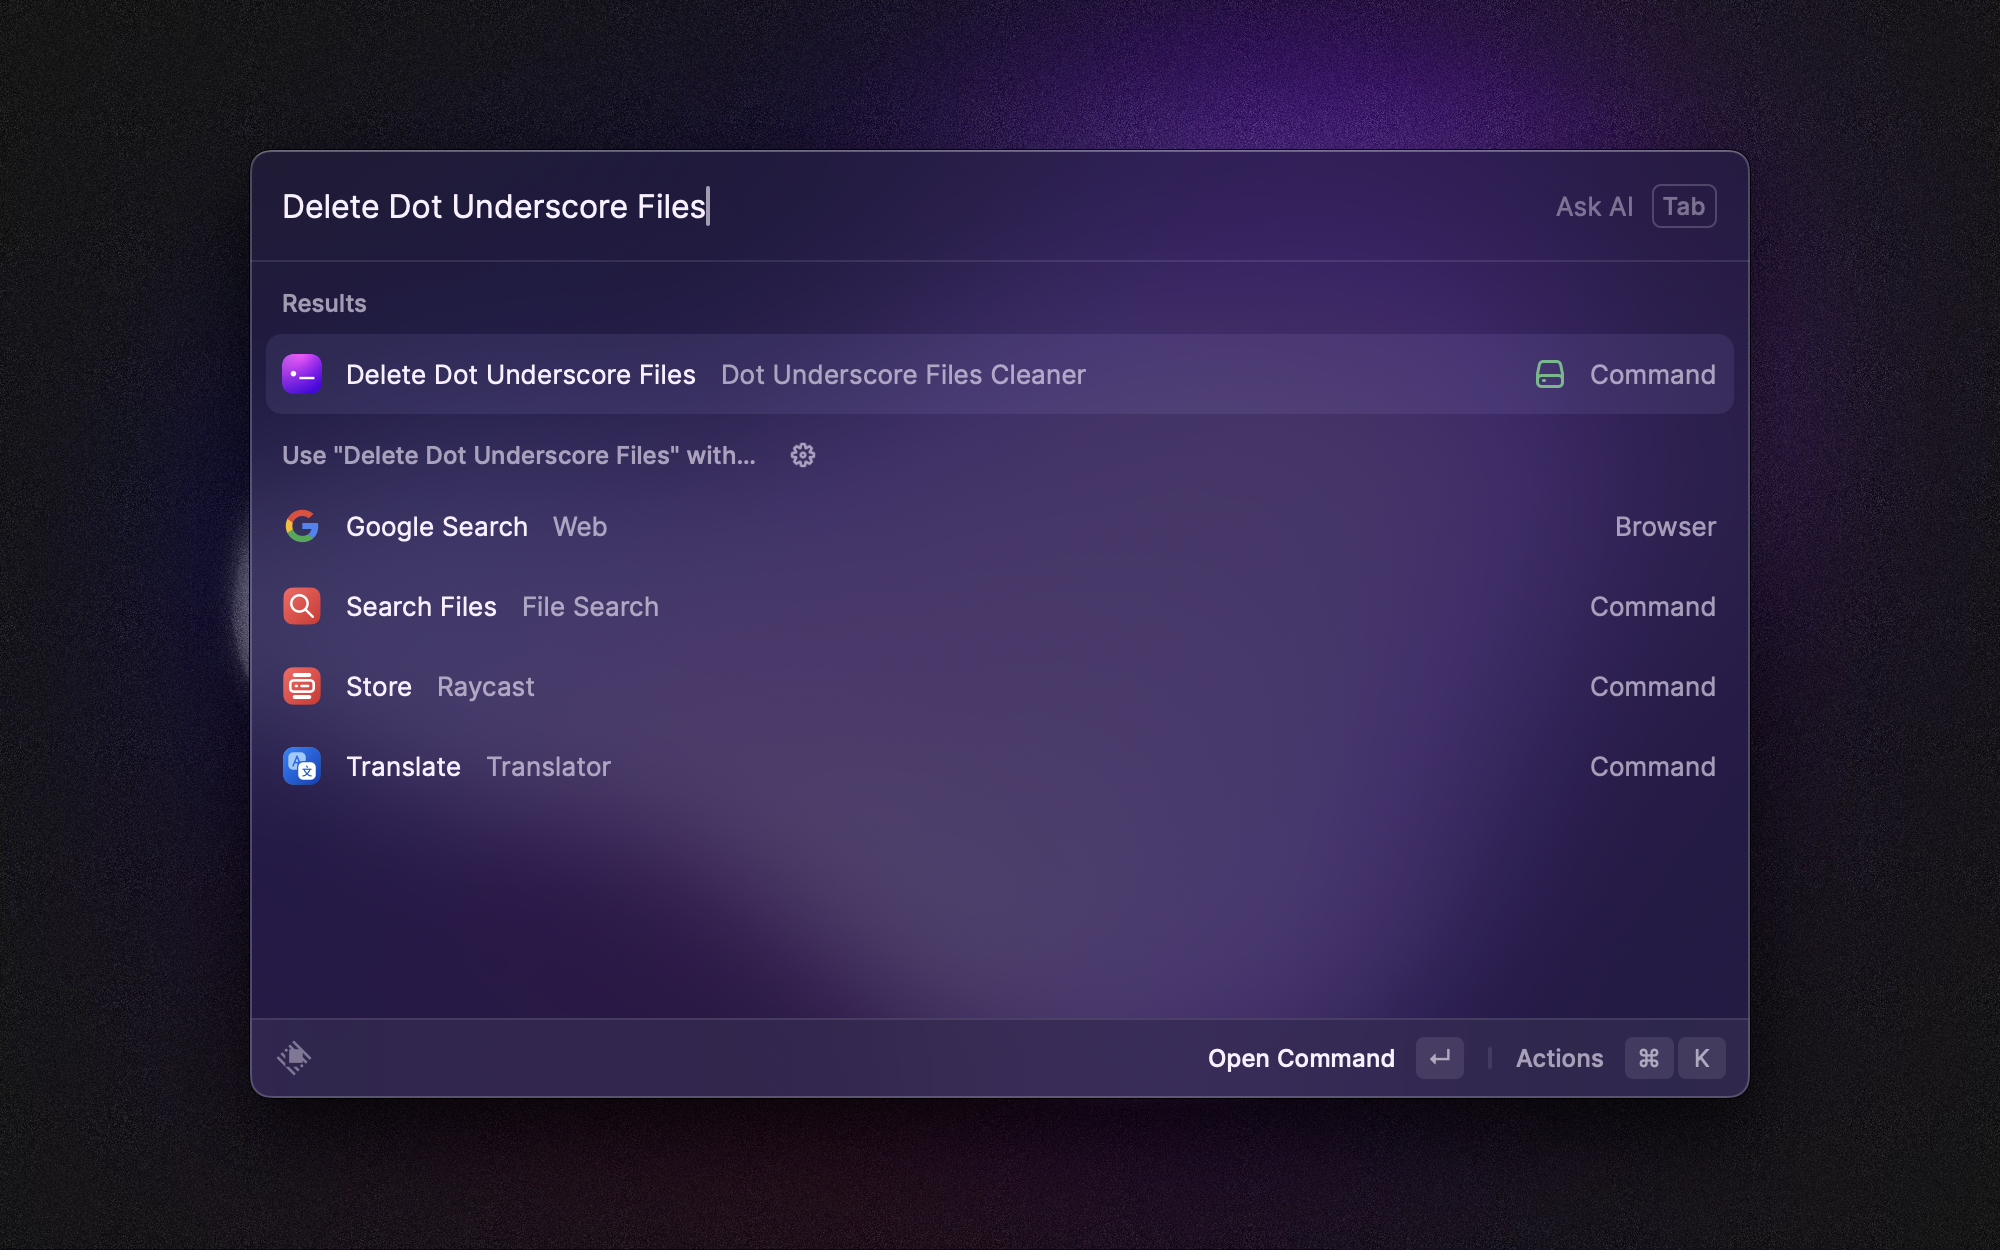 Delete Dot Underscore Files Ask AI Tab
Results
Delete Dot Underscore Files Dot Underscore Files Cleaner Command
Use "Delete Dot Underscore Files" with...
Google Search Web Browser
Search Files File Search Command
Store Raycast Command
Translate Translator Command
Open Command ↵ Actions ⌘ K